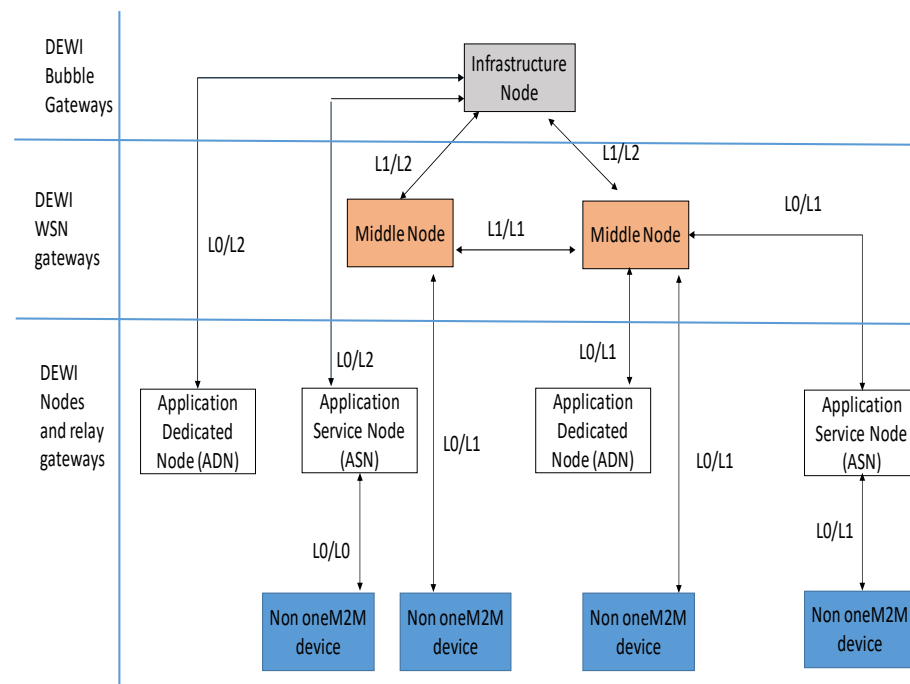 DEWI
Bubble
Gateways
Infrastructure
Node
L1/L2
L1/L2
DEWI
WSN
gateways
L0/L2
Middle Node
L1/L1
Middle Node
L0/L1
DEWI
Nodes
and relay
gateways
L0/L2
L0/L1
Application
Dedicated
Node (ADN)
Application
Service Node
(ASN)
L0/L1
Application
Dedicated
Node (ADN)
L0/L1
Application
Service Node
(ASN)
L0/L0
L0/L1
Non oneM2M
device
Non oneM2M
device
Non oneM2M
device
Non oneM2M
device